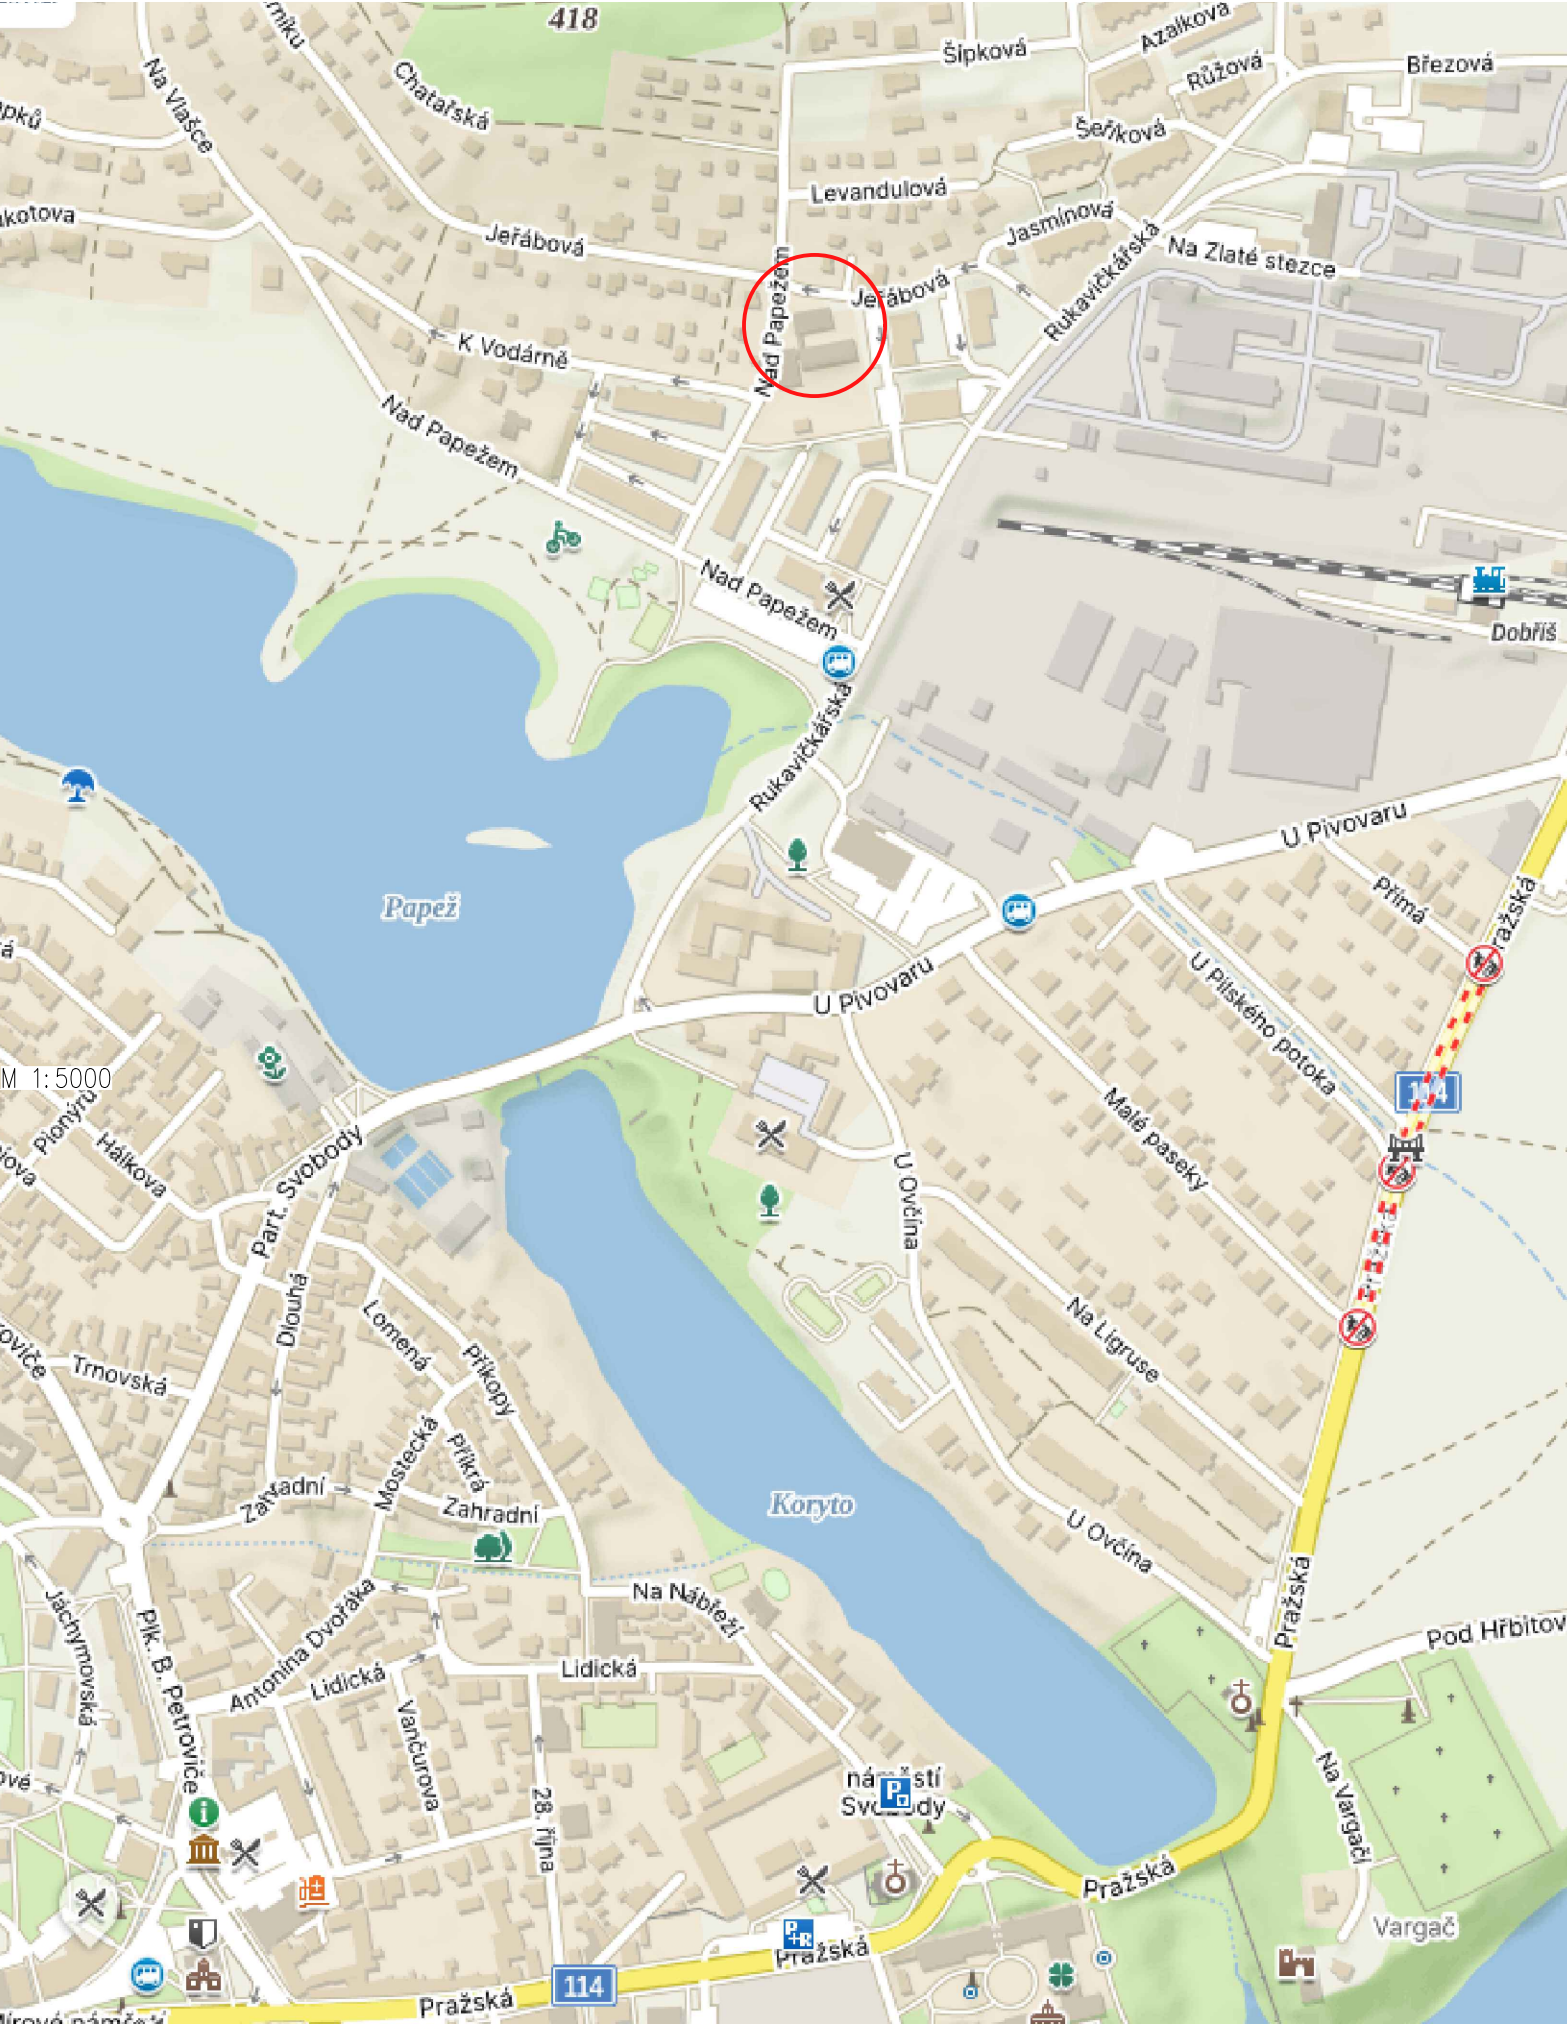 418
Šípková
Azalková
Růžová
Březová
Na Vlašce
Chatařská
Šeříková
Levandulová
Jeřábová
Jasmínová
Na Zlaté stezce
Nad Papežem
Jeřábová
Rukavičkářská
K Vodárně
Nad Papežem
Nad Papežem
Dobříš
Rukavičkářská
U Pivovaru
Přímá
Papež
U Pivovaru
U Pilského potoka
M 1:5000
Pionýrů
Hálkova
Part. Svobody
Malé paseky
U Ovčína
Dlouhá
Lomená
Příkopy
Na Ligruse
Trnovská
Mostecká
Příkrá
Zahradní
Zahradní
Koryto
U Ovčína
Pražská
Jáchymovská
Plk. B. Petroviče
Antonína Dvořáka
Na Nábřeží
Lidická
Lidická
Pod Hřbitov
Vančurova
28. října
náměstí
Svobody
P
Na Vargači
Pražská
Vargač
P+R
Pražská
114
Pražská